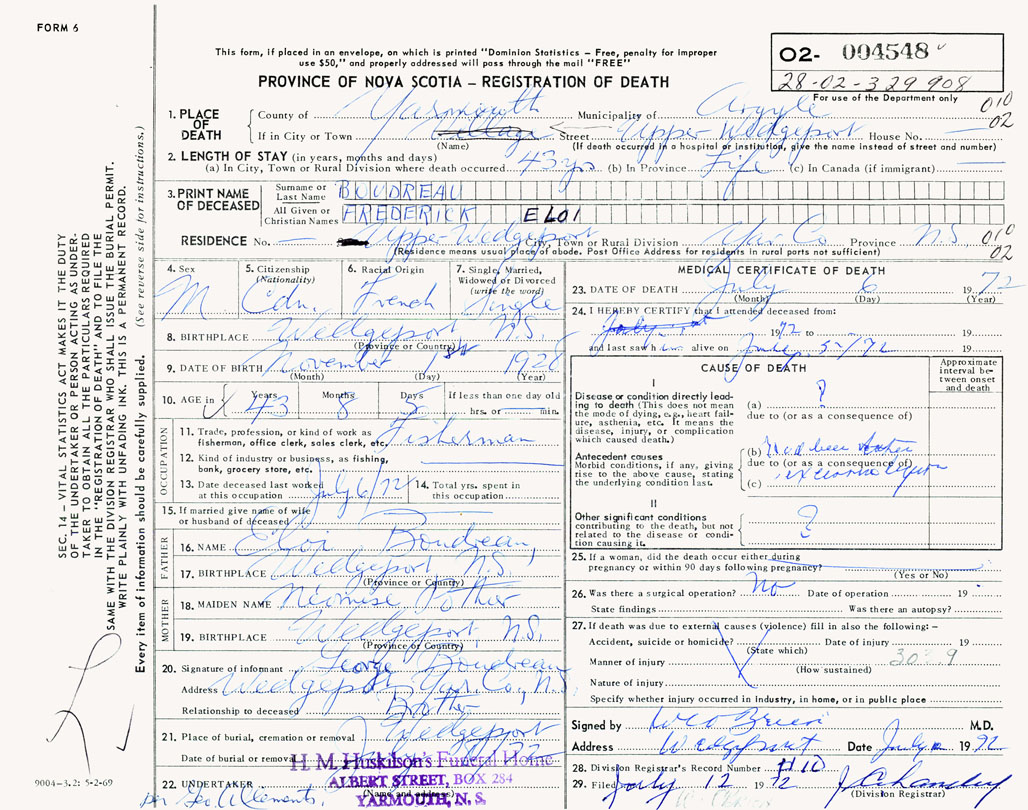 FORM 6
This form, if placed in an envelope, on which is printed "Dominion Statistics – Free, penalty for improper
use $50," and properly addressed will pass through the mail "FREE"
PROVINCE OF NOVA SCOTIA – REGISTRATION OF DEATH
02- 004548
28-02-329 908
For use of the Department only
010
02
1. PLACE OF DEATH
County of Yarmouth Municipality of Argyle
If in City or Town Village Street Upper Wedgeport House No.
(Name) (If death occurred in a hospital or institution, give the name instead of street and number)
2. LENGTH OF STAY (in years, months and days)
(a) In City, Town or Rural Division where death occurred 43 yrs (b) In Province Life (c) In Canada (if immigrant)
3. PRINT NAME OF DECEASED
Surname or Last Name BOUDREAU
All Given or Christian Names FREDERICK ELOI
RESIDENCE No. Upper Wedgeport City, Town or Rural Division Yar Co Province N.S. 010
02
(Residence means usual place of abode. Post Office Address for residents in rural ports not sufficient)
4. Sex M
5. Citizenship (Nationality) Cdn.
6. Racial Origin French
7. Single, Married, Widowed or Divorced (write the word) Single
8. BIRTHPLACE Wedgeport N.S.
(Province or Country)
9. DATE OF BIRTH November 1st 1928
(Month) (Day) (Year)
10. AGE in Years 43 Months 8 Days 5 If less than one day old hrs. or min.
OCCUPATION
11. Trade, profession, or kind of work as fisherman, office clerk, sales clerk, etc. Fisherman
12. Kind of industry or business, as fishing, bank, grocery store, etc.
13. Date deceased last worked at this occupation July 6/72
14. Total yrs. spent in this occupation
15. If married give name of wife or husband of deceased
FATHER
16. NAME Eloi Boudreau
17. BIRTHPLACE Wedgeport N.S.
(Province or Country)
MOTHER
18. MAIDEN NAME Pother
19. BIRTHPLACE Wedgeport, N.S.
(Province or Country)
20. Signature of informant George Boudreau
Address Wedgeport, Yar Co., N.S.
Relationship to deceased Brother
21. Place of burial, cremation or removal Wedgeport
Date of burial or removal
22. UNDERTAKER
(Name and address)
H. M. Huskilson's Funeral Home
ALBERT STREET, BOX 284
YARMOUTH, N. S.
MEDICAL CERTIFICATE OF DEATH
23. DATE OF DEATH July 6 1972
(Month) (Day) (Year)
24. I HEREBY CERTIFY that I attended deceased from:
1972 to 19
and last saw h alive on 19
CAUSE OF DEATH
Approximate interval between onset and death
I
Disease or condition directly leading to death (This does not mean the mode of dying, e.g., heart failure, asthenia, etc. It means the disease, injury, or complication which caused death.)
(a) ?
due to (or as a consequence of)
Antecedent causes
Morbid conditions, if any, giving rise to the above cause, stating the underlying condition last.
(b) Had been
due to (or as a consequence of)
(c)
II
Other significant conditions contributing to the death, but not related to the disease or condition causing it.
?
25. If a woman, did the death occur either during pregnancy or within 90 days following pregnancy?
(Yes or No)
26. Was there a surgical operation? No Date of operation 19
State findings Was there an autopsy?
27. If death was due to external causes (violence) fill in also the following: –
Accident, suicide or homicide? Date of injury 19
(State which)
Manner of injury
(How sustained)
Nature of injury
Specify whether injury occurred in Industry, in home, or in public place
Signed by M.D.
Address Wedgeport Date July 1972
28. Division Registrar's Record Number
29. Filed July 12 1972
(Division Registrar)
SEC. 14 – VITAL STATISTICS ACT MAKES IT THE DUTY
OF THE UNDERTAKER OR PERSON ACTING AS UNDER-
TAKER TO OBTAIN ALL THE PARTICULARS REQUIRED
IN THE "REGISTRATION OF DEATH" AND TO FILE THE
SAME WITH THE DIVISION REGISTRAR WHO SHALL ISSUE THE BURIAL PERMIT.
WRITE PLAINLY WITH UNFADING INK. THIS IS A PERMANENT RECORD.
Every item of information should be carefully supplied. (See reverse side for instructions.)
9004-3.2: 5-2-69